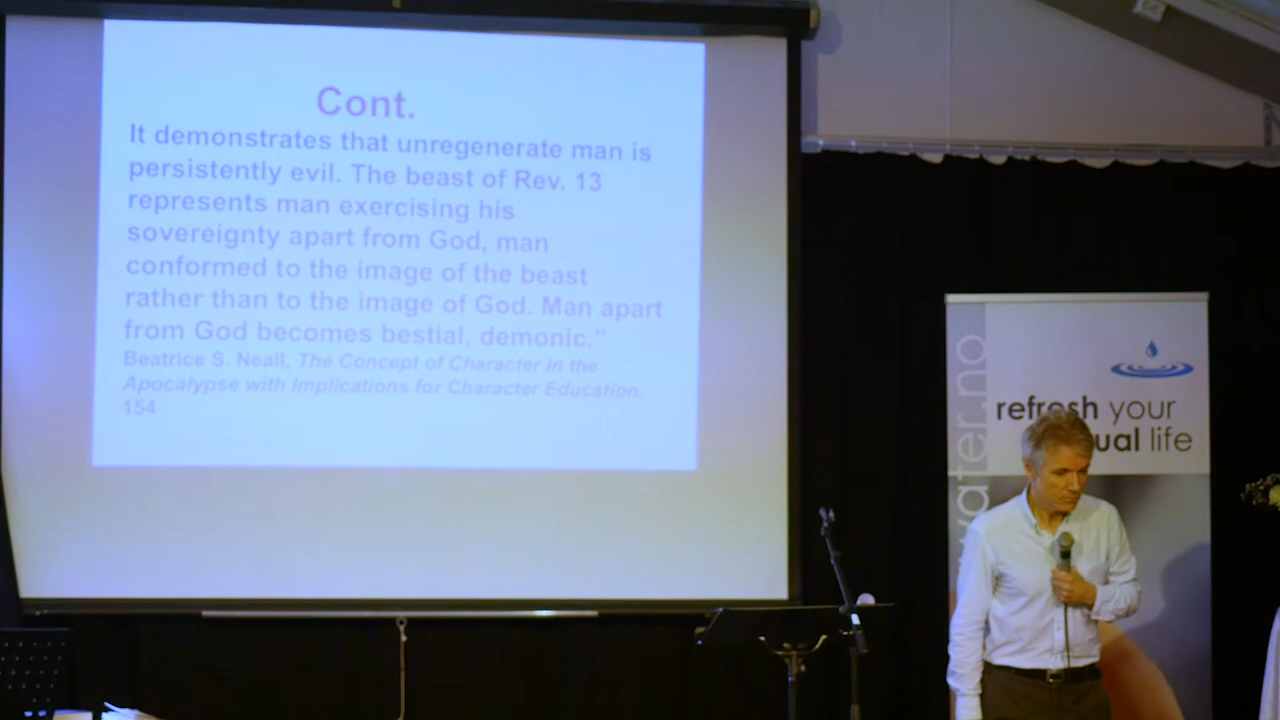 Cont.
It demonstrates that unregenerate man is
persistently evil. The beast of Rev. 13
represents man exercising his
sovereignty apart from God, man
conformed to the image of the beast
rather than to the image of God. Man apart
from God becomes bestial, demonic.”
Beatrice S. Neall, The Concept of Character in the
Apocalypse with Implications for Character Education,
154
refresh your
ual life
ater.no